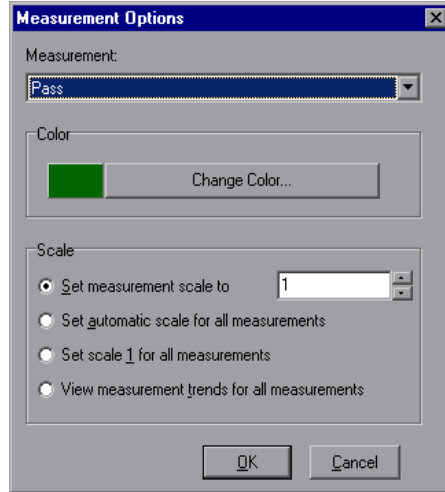 Measurement Options
Measurement:
Pass
Color
Change Color...
Scale
Set measurement scale to 1
Set automatic scale for all measurements
Set scale 1 for all measurements
View measurement trends for all measurements
OK Cancel